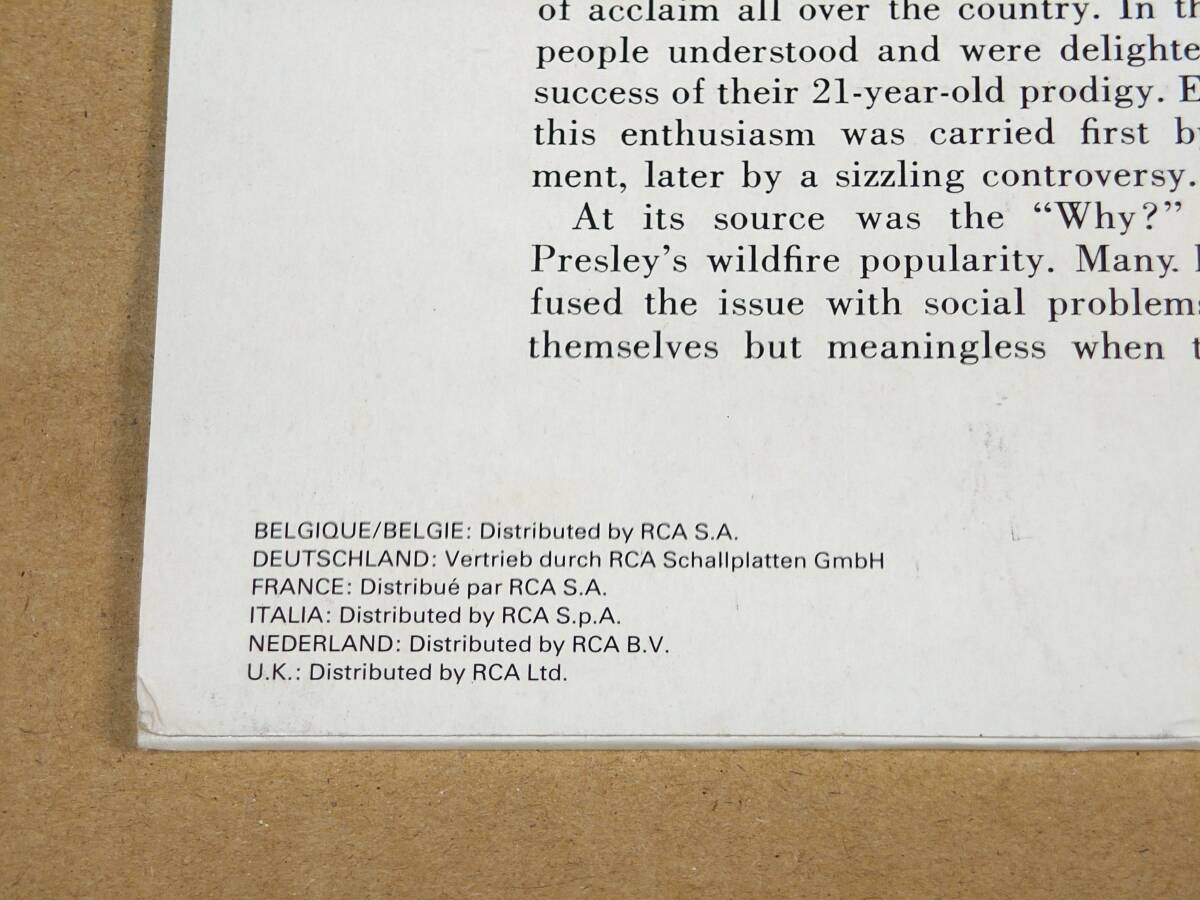 of acclaim all over the country. In
people understood and were
success of their 21-year-old prodigy.
this enthusiasm was carried first
ment, later by a sizzling controversy.
At its source was the “Why?”
Presley’s wildfire popularity. Many.
fused the issue with social problems
themselves but meaningless when
BELGIQUE/BELGIE: Distributed by RCA S.A.
DEUTSCHLAND: Vertrieb durch RCA Schallplatten GmbH
FRANCE: Distribué par RCA S.A.
ITALIA: Distributed by RCA S.p.A.
NEDERLAND: Distributed by RCA B.V.
U.K.: Distributed by RCA Ltd.